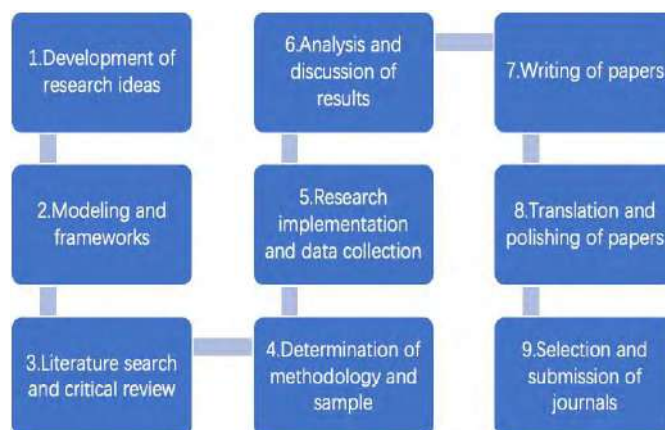 1.Development of
research ideas
2.Modeling and
frameworks
3.Literature search
and critical review
4.Determination of
methodology and
sample
5.Research
implementation
and data collection
6.Analysis and
discussion of
results
7.Writing of papers
8.Translation and
polishing of papers
9.Selection and
submission of
journals